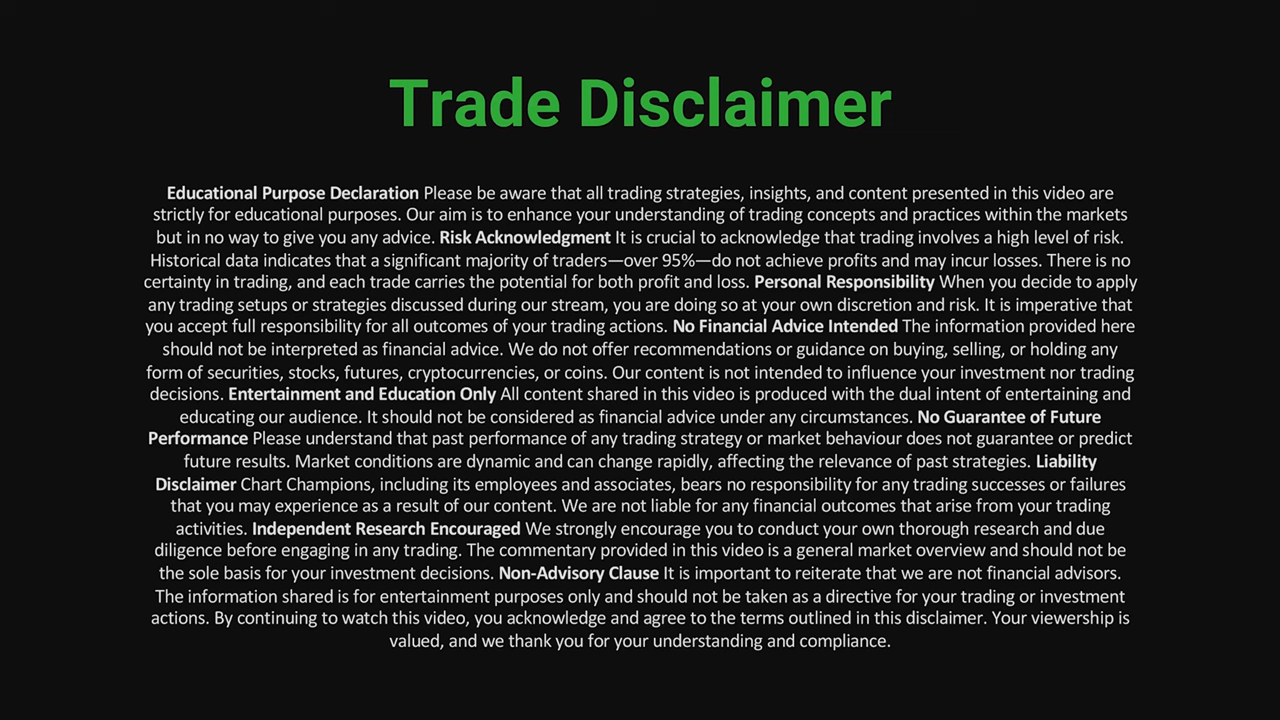 Trade Disclaimer
Educational Purpose Declaration Please be aware that all trading strategies, insights, and content presented in this video are
strictly for educational purposes. Our aim is to enhance your understanding of trading concepts and practices within the markets
but in no way to give you any advice. Risk Acknowledgment It is crucial to acknowledge that trading involves a high level of risk.
Historical data indicates that a significant majority of traders—over 95%—do not achieve profits and may incur losses. There is no
certainty in trading, and each trade carries the potential for both profit and loss. Personal Responsibility When you decide to apply
any trading setups or strategies discussed during our stream, you are doing so at your own discretion and risk. It is imperative that
you accept full responsibility for all outcomes of your trading actions. No Financial Advice Intended The information provided here
should not be interpreted as financial advice. We do not offer recommendations or guidance on buying, selling, or holding any
form of securities, stocks, futures, cryptocurrencies, or coins. Our content is not intended to influence your investment nor trading
decisions. Entertainment and Education Only All content shared in this video is produced with the dual intent of entertaining and
educating our audience. It should not be considered as financial advice under any circumstances. No Guarantee of Future
Performance Please understand that past performance of any trading strategy or market behaviour does not guarantee or predict
future results. Market conditions are dynamic and can change rapidly, affecting the relevance of past strategies. Liability
Disclaimer Chart Champions, including its employees and associates, bears no responsibility for any trading successes or failures
that you may experience as a result of our content. We are not liable for any financial outcomes that arise from your trading
activities. Independent Research Encouraged We strongly encourage you to conduct your own thorough research and due
diligence before engaging in any trading. The commentary provided in this video is a general market overview and should not be
the sole basis for your investment decisions. Non-Advisory Clause It is important to reiterate that we are not financial advisors.
The information shared is for entertainment purposes only and should not be taken as a directive for your trading or investment
actions. By continuing to watch this video, you acknowledge and agree to the terms outlined in this disclaimer. Your viewership is
valued, and we thank you for your understanding and compliance.